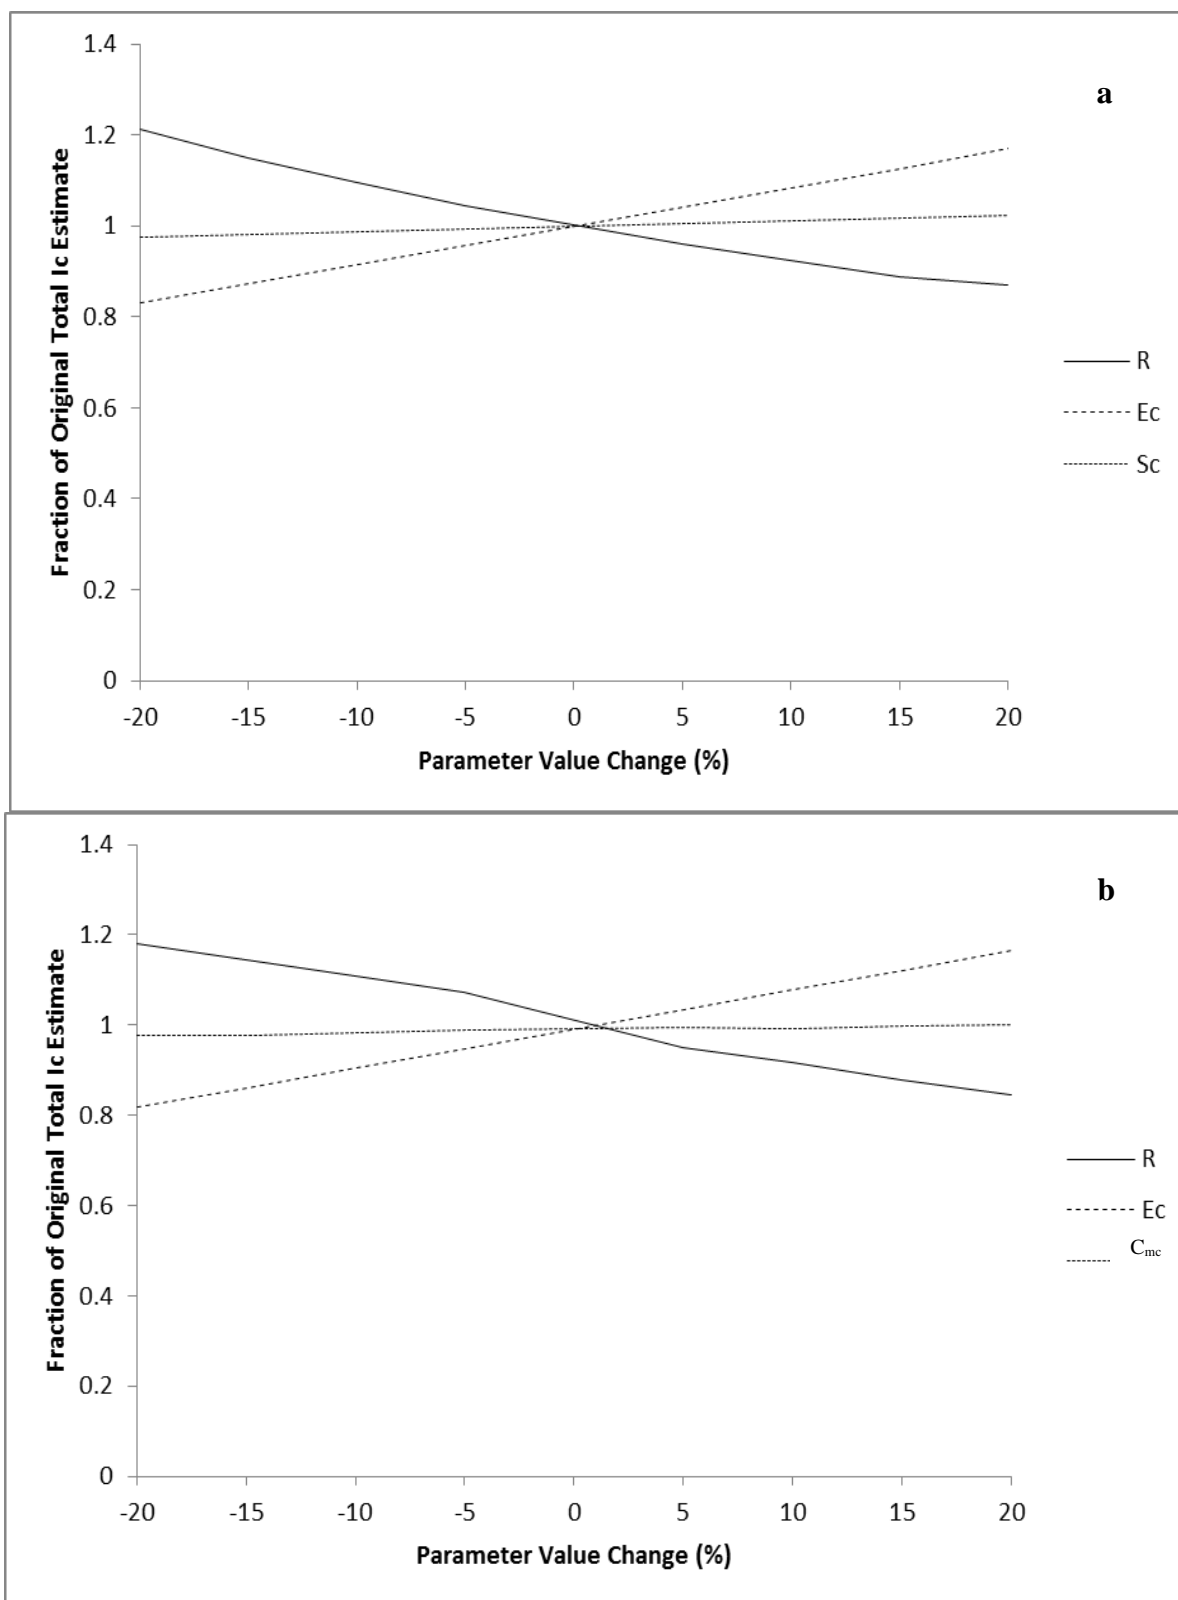 a
Fraction of Original Total Ic Estimate
1.4
1.2
1
0.8
0.6
0.4
0.2
0
-20 -15 -10 -5 0 5 10 15 20
Parameter Value Change (%)
R
Ec
Sc
b
Fraction of Original Total Ic Estimate
1.4
1.2
1
0.8
0.6
0.4
0.2
0
-20 -15 -10 -5 0 5 10 15 20
Parameter Value Change (%)
R
Ec
Cmc